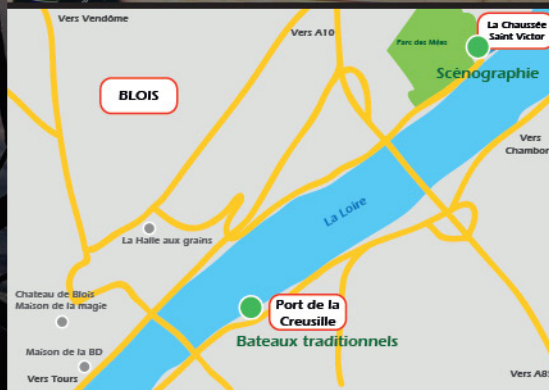 Vers Vendôme
Vers A10
La Chaussée
Saint Victor
Parc des Mées
Scénographie
BLOIS
Vers
Chambord
La Loire
La Halle aux grains
Chateau de Blois
Maison de la magie
Port de la
Creusille
Bateaux traditionnels
Maison de la BD
Vers Tours
Vers A85